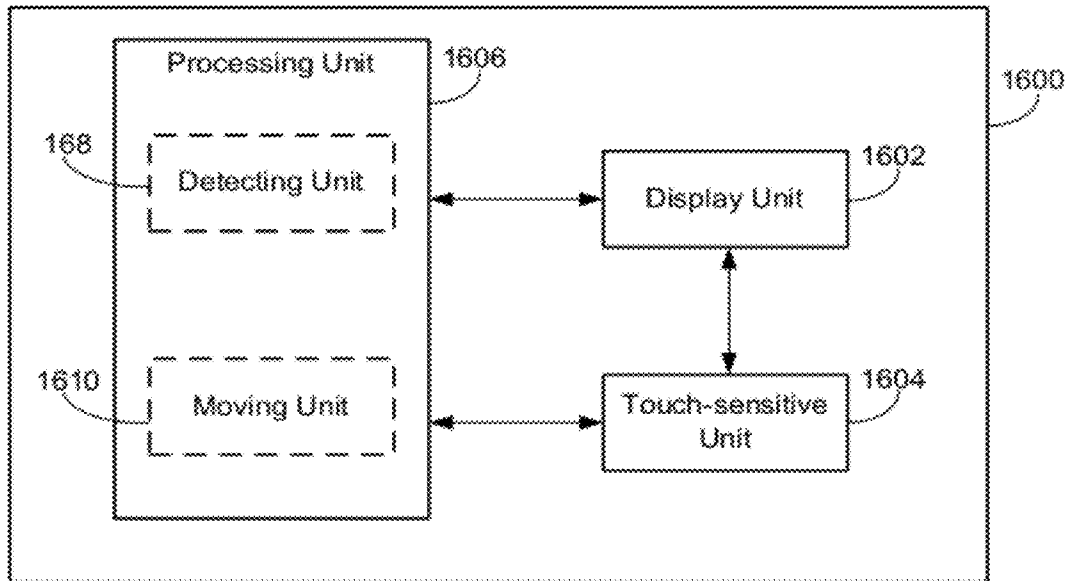 Processing Unit
1606
1600
168
Detecting Unit
1602
Display Unit
1610
Moving Unit
1604
Touch-sensitive
Unit